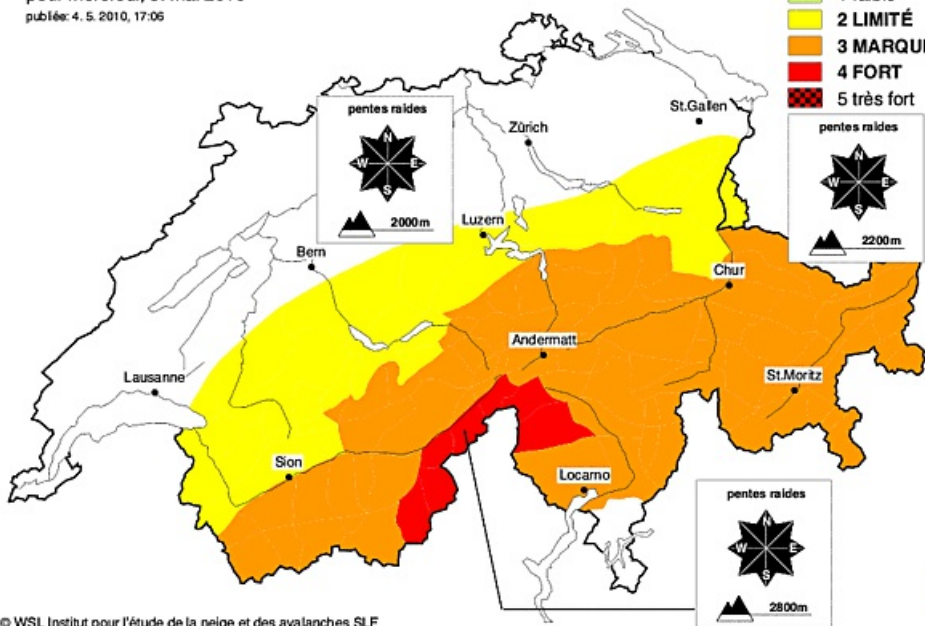 publiée: 4. 5. 2010, 17:06
2 LIMITÉ
3 MARQU
4 FORT
5 très fort
pentes raides
N
W E
S
2000m
St.Gallen
Zürich
pentes raides
N
W E
S
2200m
Luzern
Bern
Chur
Andermatt
Lausanne
St.Moritz
Sion
Locarno
pentes raides
N
W E
S
2800m
© WSL Institut pour l'étude de la neige et des avalanches SLF